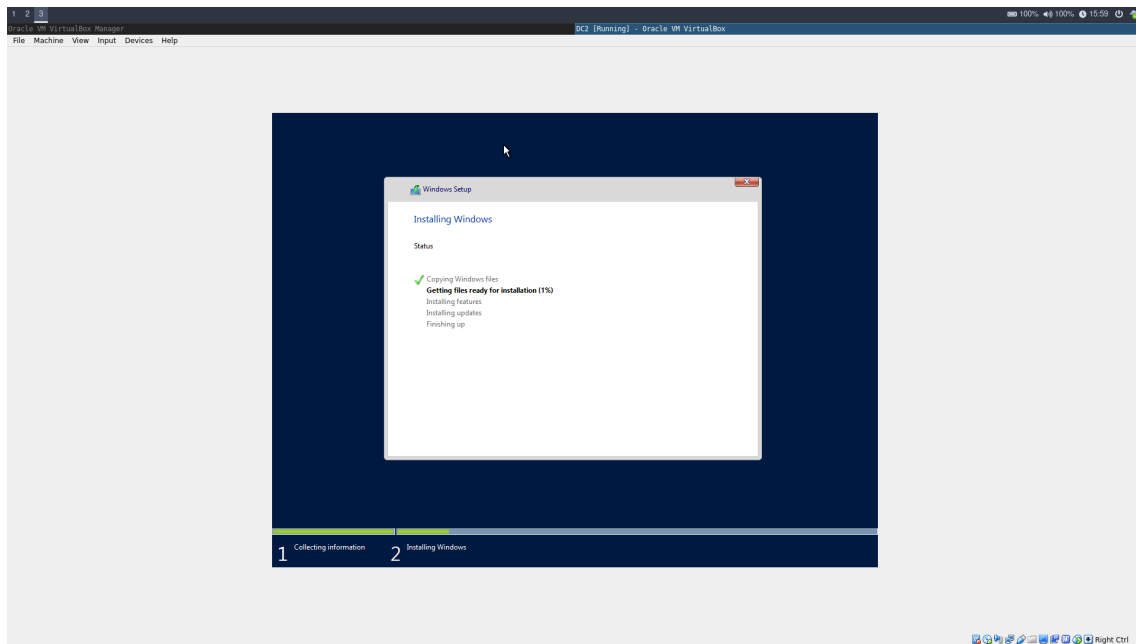 1 2 3
100% 100% 15:59
Oracle VM VirtualBox Manager
DC2 [Running] - Oracle VM VirtualBox
File Machine View Input Devices Help
Windows Setup
Installing Windows
Status
Copying Windows files
Getting files ready for installation (1%)
Installing features
Installing updates
Finishing up
1 Collecting information
2 Installing Windows
Right Ctrl